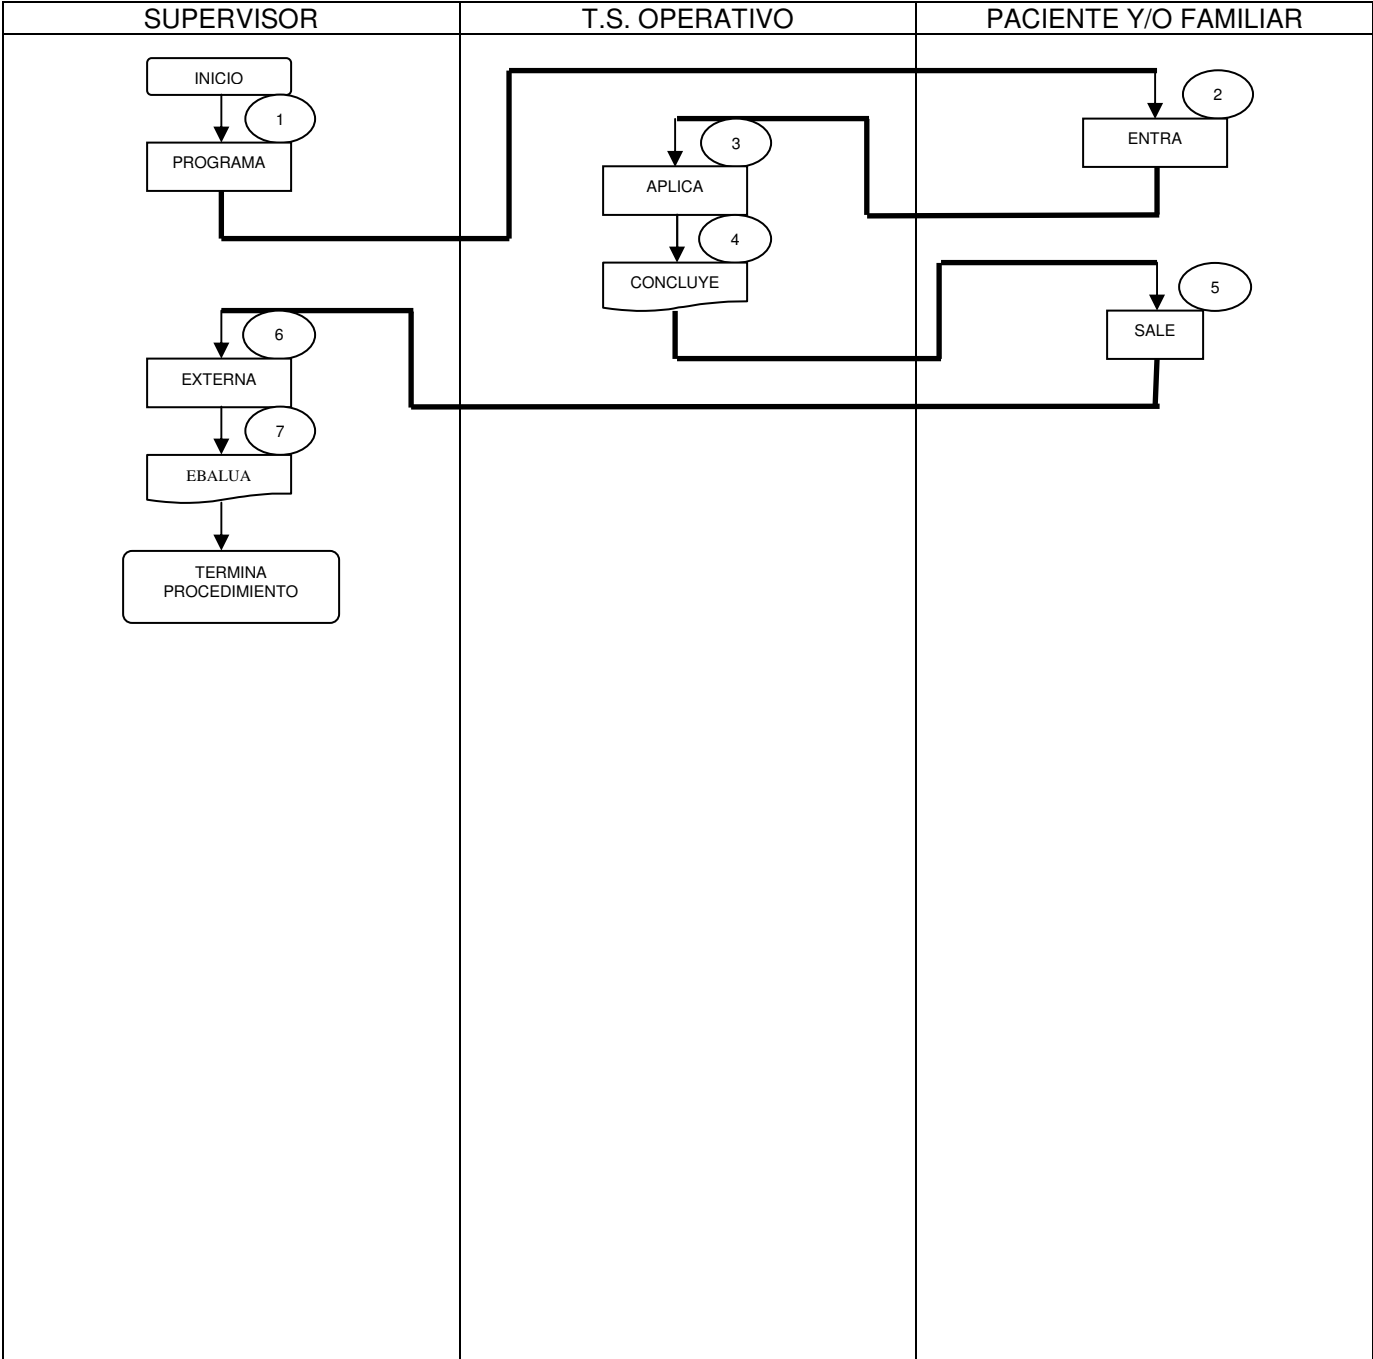 SUPERVISOR
T.S. OPERATIVO
PACIENTE Y/O FAMILIAR
INICIO
1
PROGRAMA
2
ENTRA
3
APLICA
4
CONCLUYE
5
SALE
6
EXTERNA
7
EBALUA
TERMINA
PROCEDIMIENTO